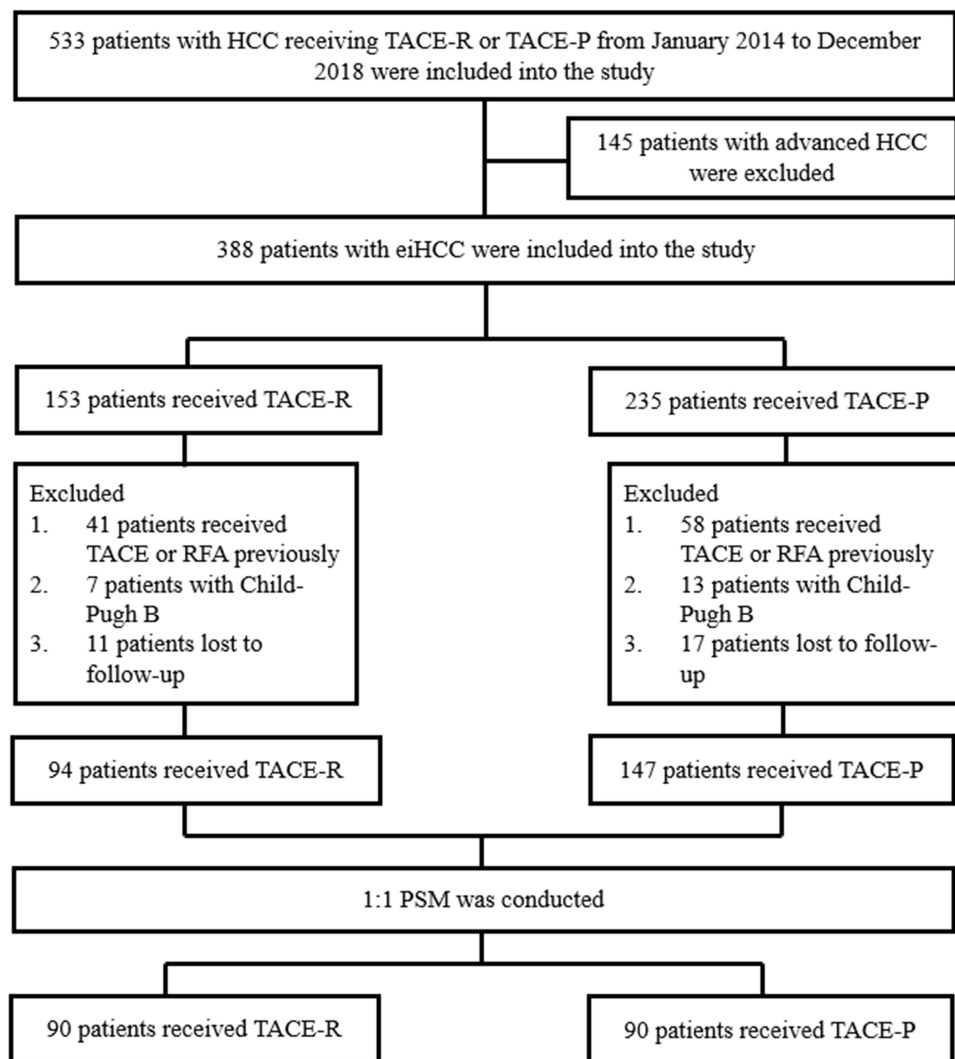 533 patients with HCC receiving TACE-R or TACE-P from January 2014 to December
2018 were included into the study
145 patients with advanced HCC
were excluded
388 patients with eiHCC were included into the study
153 patients received TACE-R
235 patients received TACE-P
Excluded
1. 41 patients received
TACE or RFA previously
2. 7 patients with Child-
Pugh B
3. 11 patients lost to
follow-up
Excluded
1. 58 patients received
TACE or RFA previously
2. 13 patients with Child-
Pugh B
3. 17 patients lost to follow-
up
94 patients received TACE-R
147 patients received TACE-P
1:1 PSM was conducted
90 patients received TACE-R
90 patients received TACE-P